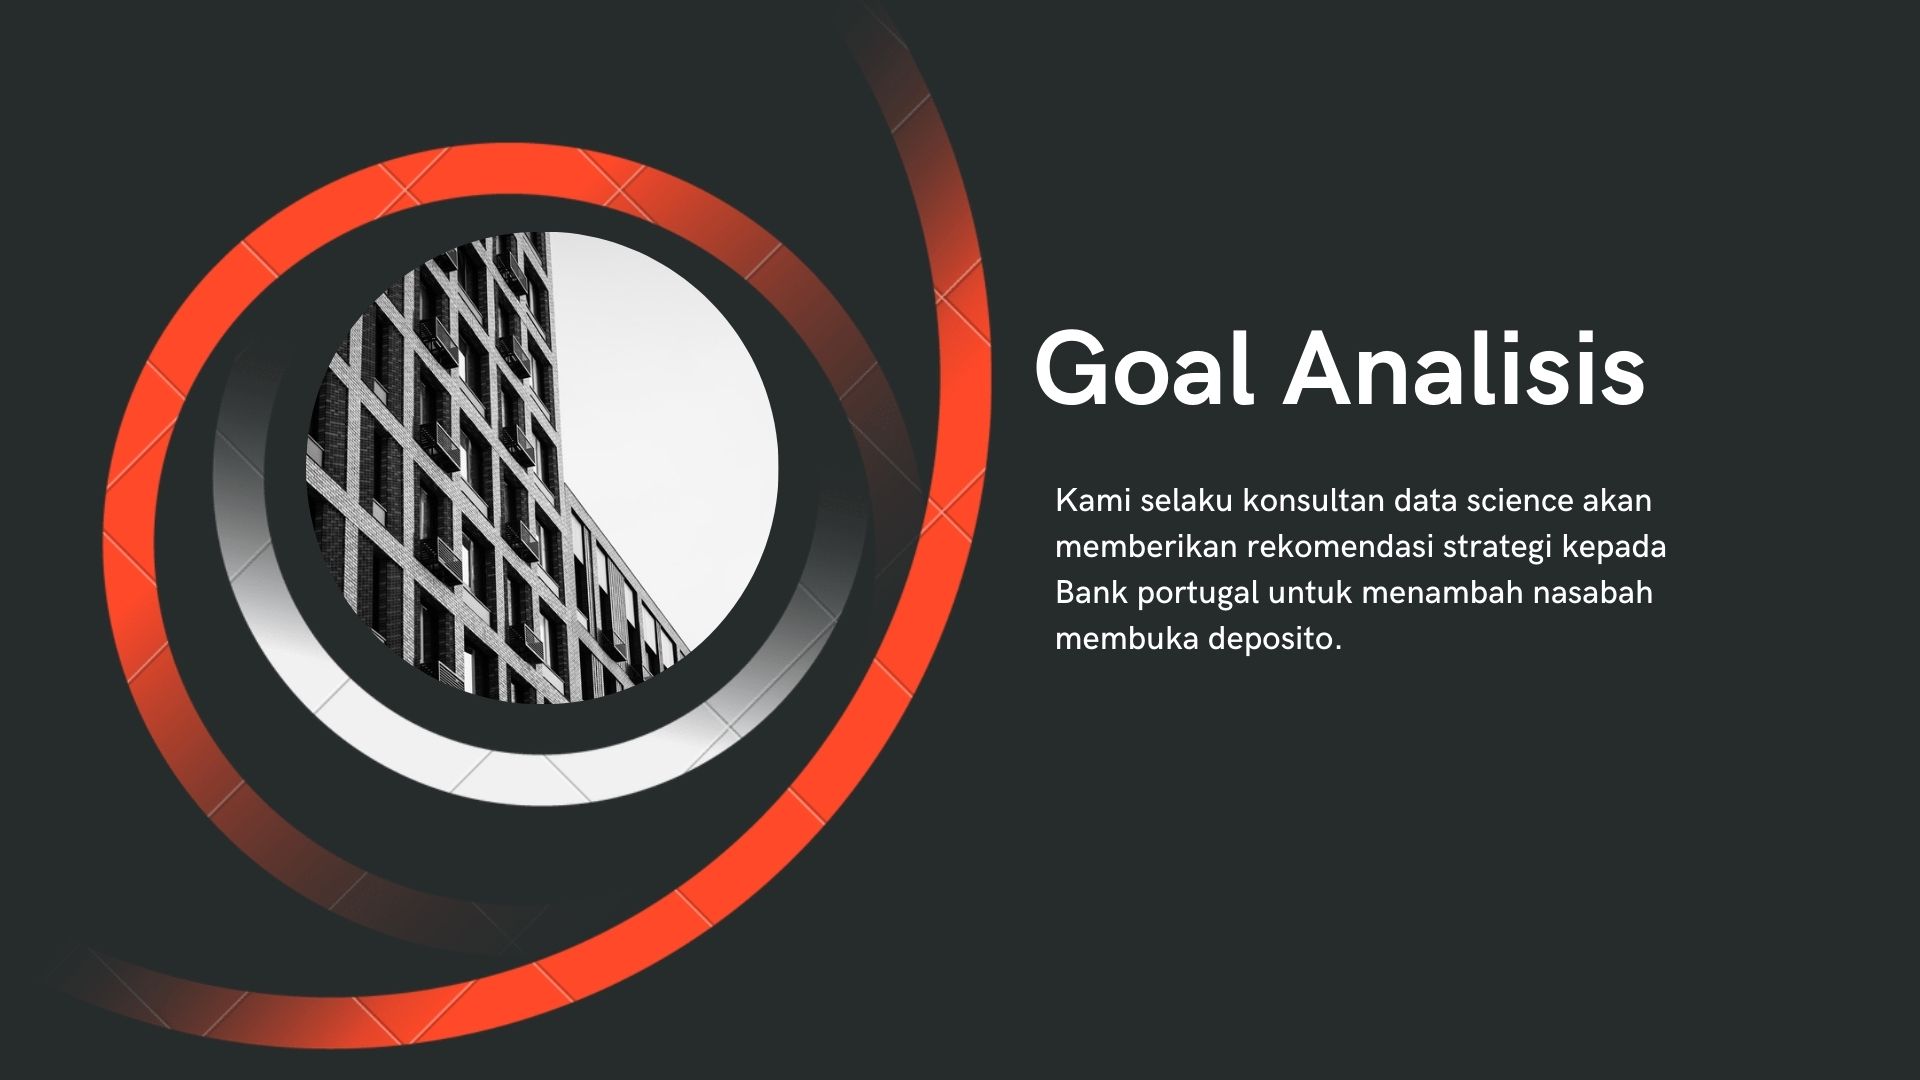 Goal Analisis
Kami selaku konsultan data science akan
memberikan rekomendasi strategi kepada
Bank portugal untuk menambah nasabah
membuka deposito.